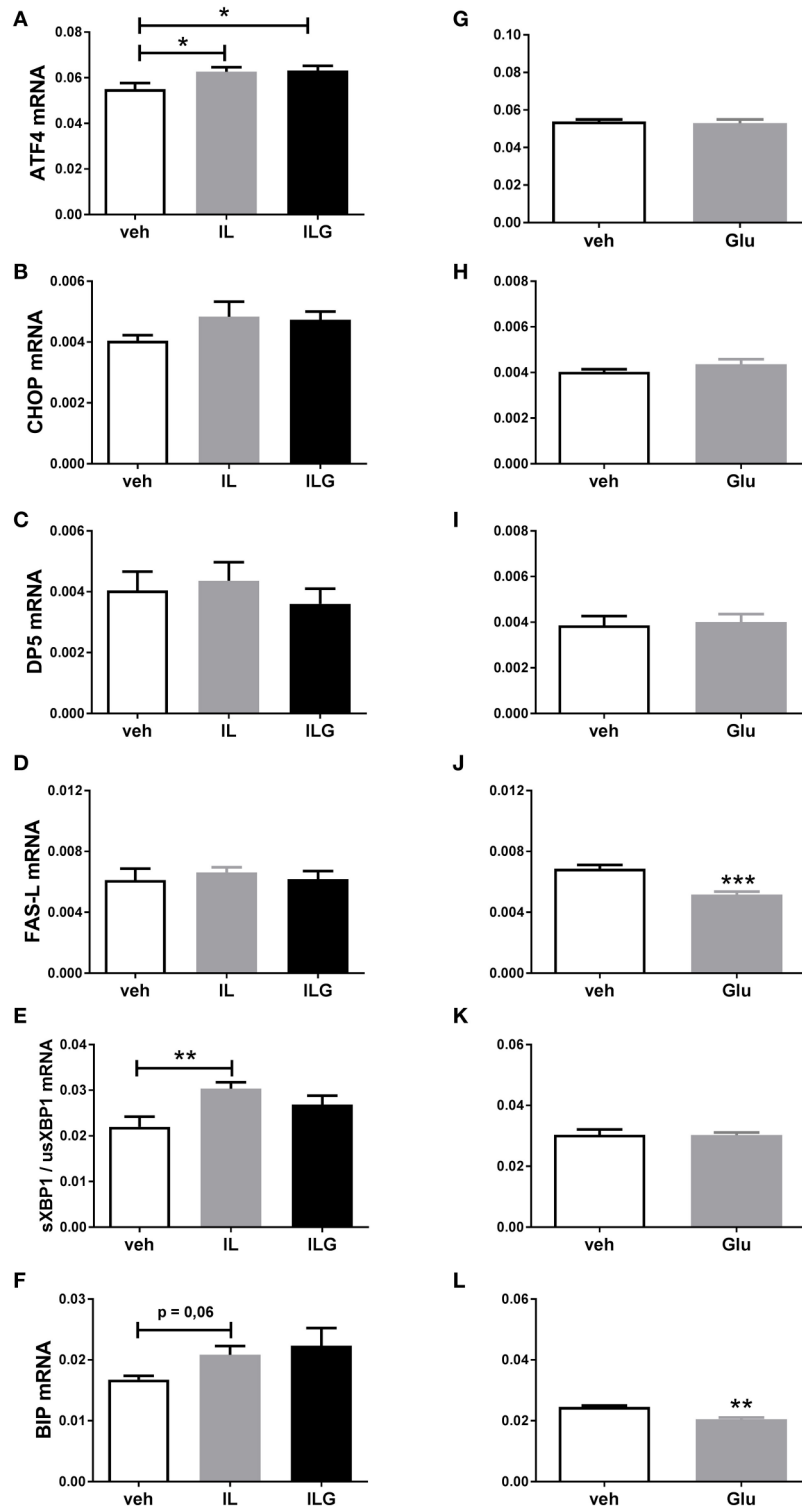 A
ATF4 mRNA
0.08
0.06
0.04
0.02
0.00
*
*
veh IL ILG
G
0.10
0.08
0.06
0.04
0.02
0.00
veh Glu
B
CHOP mRNA
0.006
0.004
0.002
0.000
veh IL ILG
H
0.008
0.006
0.004
0.002
0.000
veh Glu
C
DP5 mRNA
0.006
0.004
0.002
0.000
veh IL ILG
I
0.008
0.006
0.004
0.002
0.000
veh Glu
D
FAS-L mRNA
0.012
0.008
0.004
0.000
veh IL ILG
J
0.012
0.008
0.004
0.000
***
veh Glu
E
sXBP1 / usXBP1 mRNA
0.04
0.03
0.02
0.01
0.00
**
veh IL ILG
K
0.06
0.04
0.02
0.00
veh Glu
F
BIP mRNA
0.03
0.02
0.01
0.00
p = 0,06
veh IL ILG
L
0.06
0.04
0.02
0.00
**
veh Glu